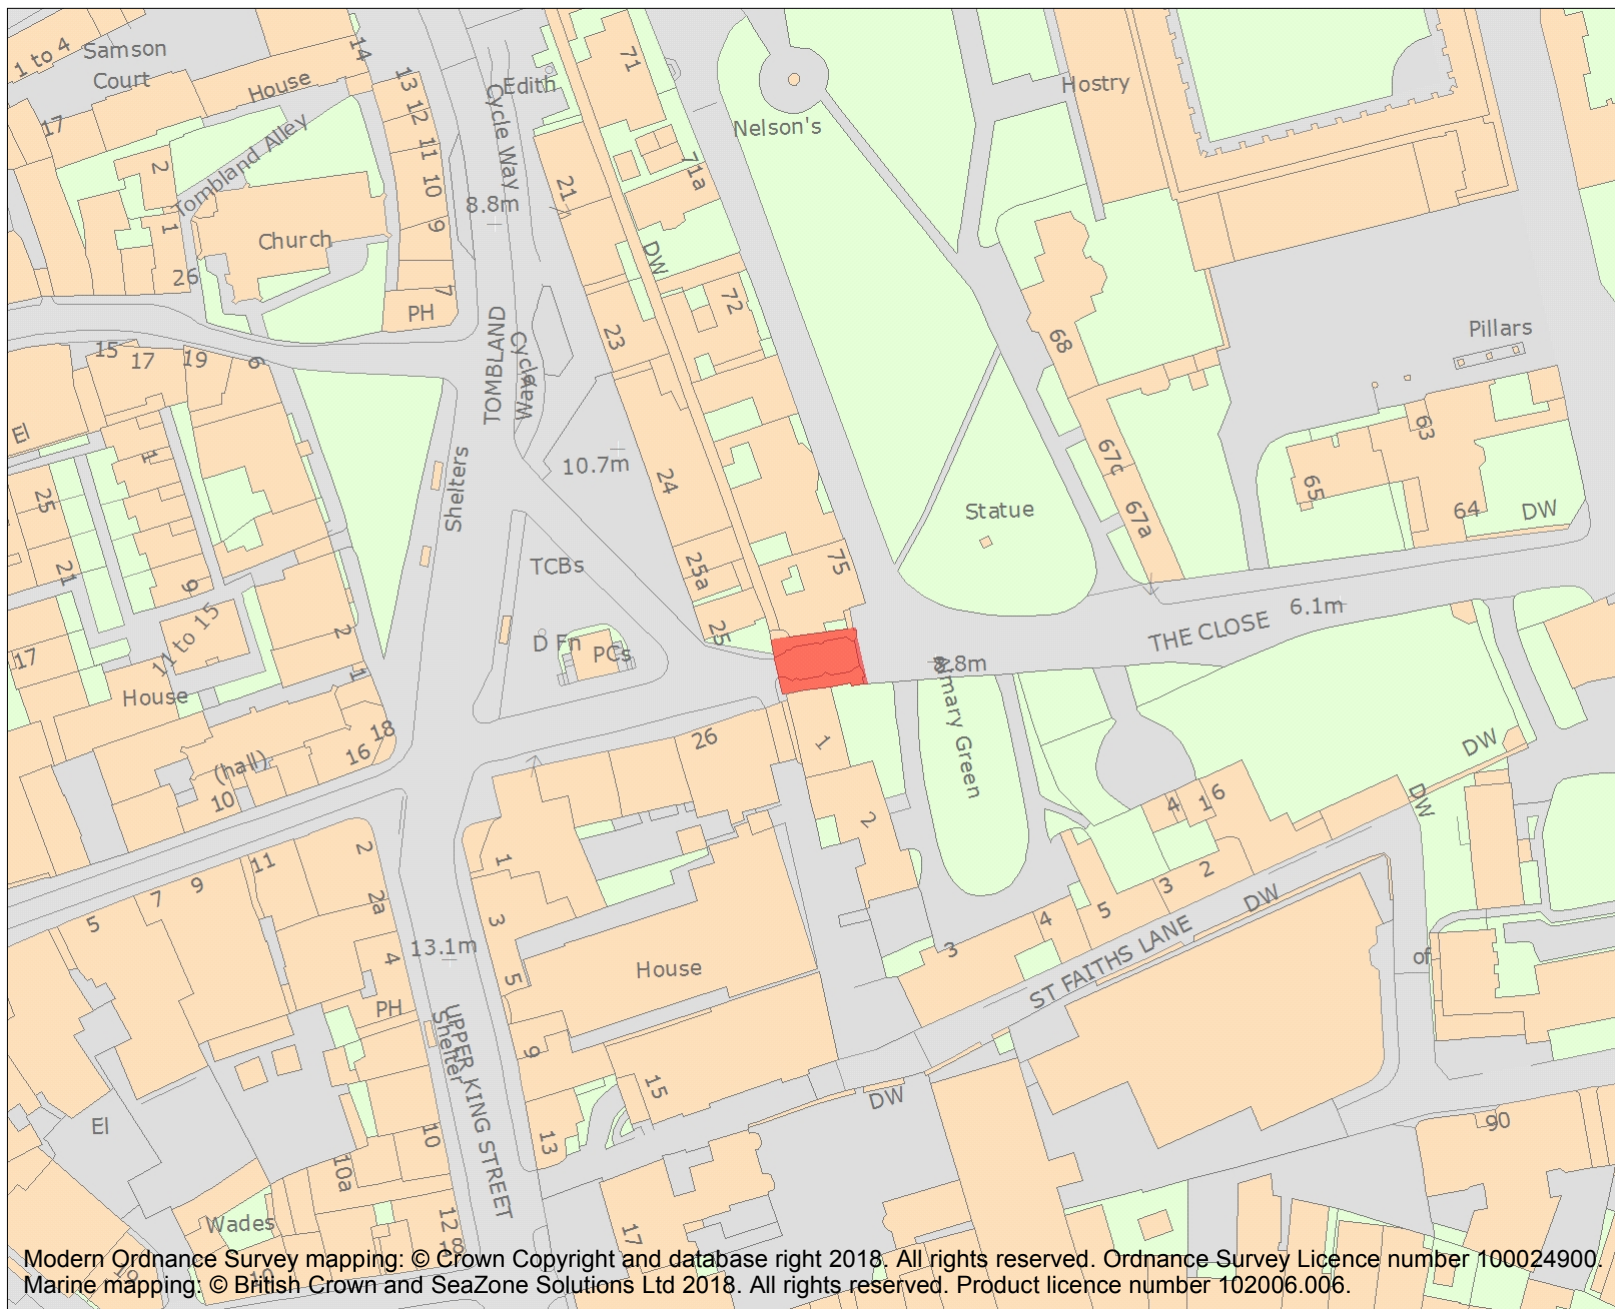 1 to 4
Samson
Court
House
14
13
12
11
10
9
7
17
2
1
26
Tombland Alley
Church
PH
Cycle Way
Edith
71
71a
21
8.8m
DW
Nelson's
Hostry
72
23
68
Pillars
TOMBLAND
Cycle
Way
15
17
19
6
El
1
25
21
9
Shelters
10.7m
24
67c
67a
63
65
64
DW
Statue
TCBs
25a
25
75
D Fn
PCs
THE CLOSE
6.1m
8.8m
Almary Green
11 to 15
17
House
2
1
18
16
(hall)
10
26
1
2
DW
DW
4
16
1
3
2
5
4
3
DW
ST FAITHS LANE
of
5
7
9
11
2
2a
4
PH
13.1m
3
5
9
House
Shelter
UPPER KING STREET
15
13
DW
90
El
10
10a
12
18
17
Wades
19
10
Modern Ordnance Survey mapping: © Crown Copyright and database right 2018. All rights reserved. Ordnance Survey Licence number 100024900.
Marine mapping: © British Crown and SeaZone Solutions Ltd 2018. All rights reserved. Product licence number 102006.006.